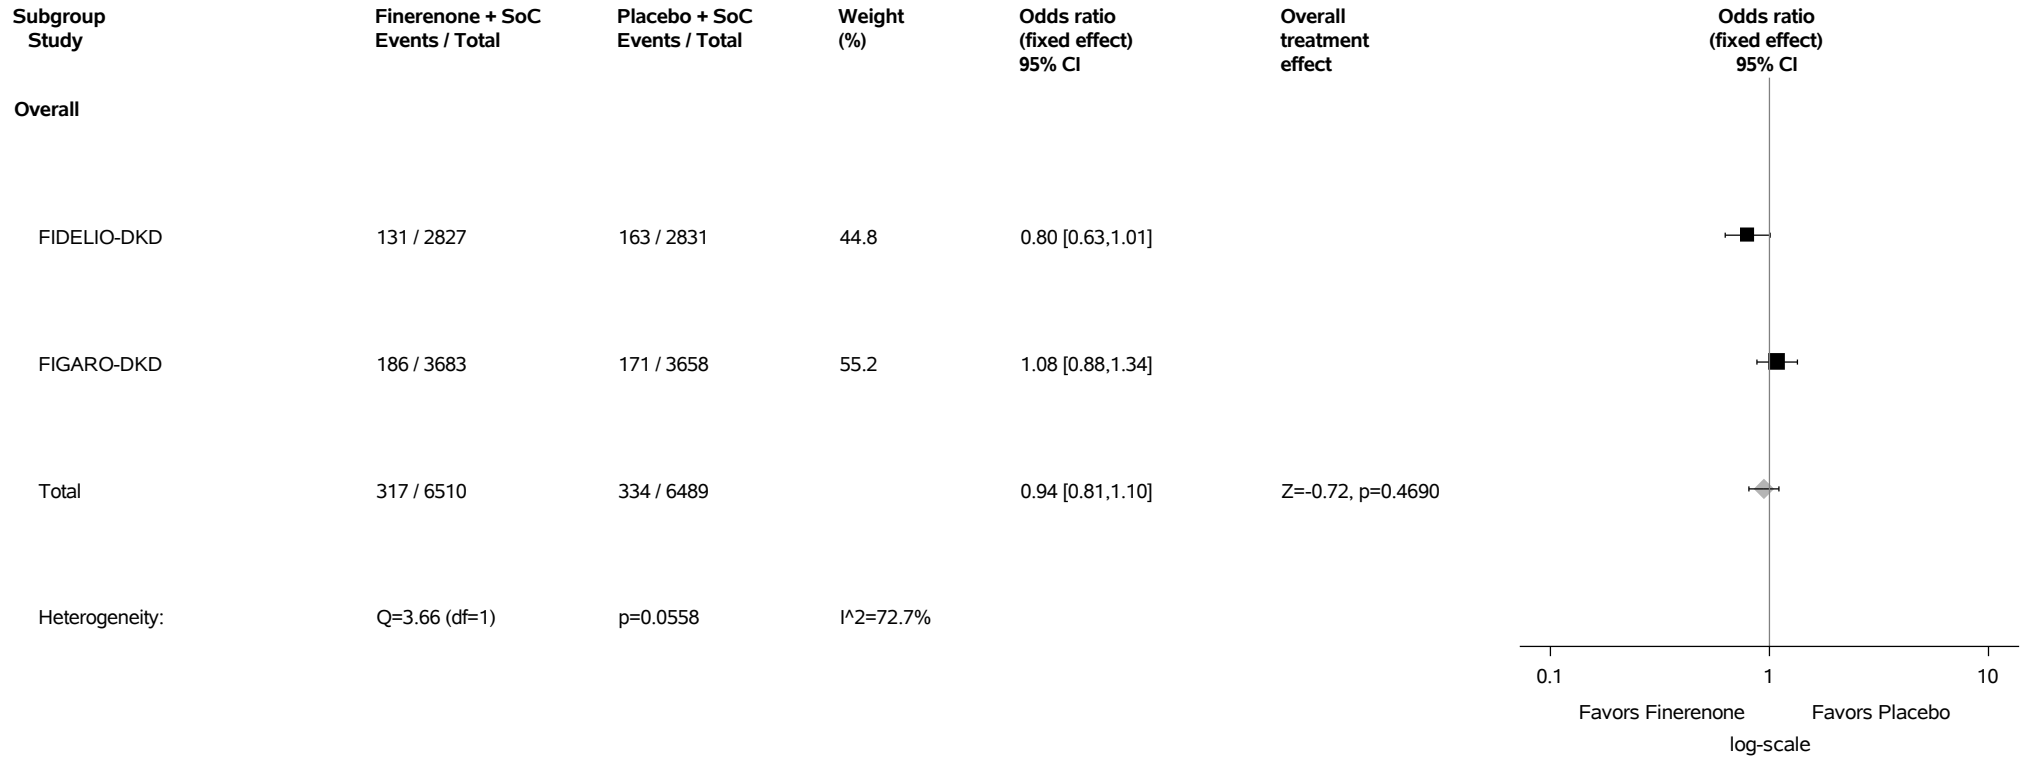 Subgroup Finerenone + SoC Placebo + SoC Weight Odds ratio Overall Odds ratio
Study Events / Total Events / Total (%) (fixed effect) treatment (fixed effect)
95% CI effect 95% CI
Overall
FIDELIO-DKD 131 / 2827 163 / 2831 44.8 0.80 [0.63,1.01]
FIGARO-DKD 186 / 3683 171 / 3658 55.2 1.08 [0.88,1.34]
Total 317 / 6510 334 / 6489 0.94 [0.81,1.10] Z=-0.72, p=0.4690
Heterogeneity: Q=3.66 (df=1) p=0.0558 I^2=72.7%
0.1 1 10
Favors Finerenone Favors Placebo
log-scale